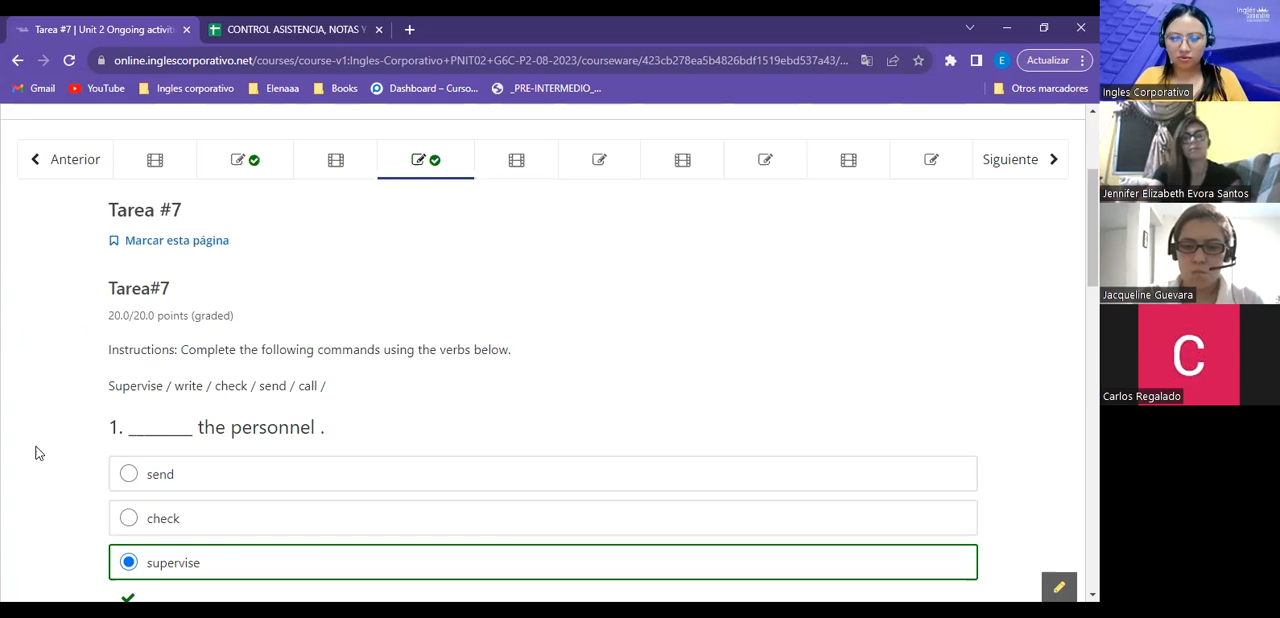 Tarea #7 | Unit 2 Ongoing activiti
CONTROL ASISTENCIA, NOTAS Y
online.inglescorporativo.net/courses/course-v1:Ingles-Corporativo+PNIT02+G6C-P2-08-2023/courseware/423cb278ea5b4826bdf1519ebd537a43/...
E
Actualizar
Gmail
YouTube
Ingles corporativo
Elenaaa
Books
Dashboard – Curso...
_PRE-INTERMEDIO_...
Otros marcadores
Anterior
Siguiente
Tarea #7
Marcar esta página
Tarea#7
20.0/20.0 points (graded)
Instructions: Complete the following commands using the verbs below.
Supervise / write / check / send / call /
1. ________ the personnel .
send
check
supervise
Ingles Corporativo
Jennifer Elizabeth Evora Santos
Jacqueline Guevara
C
Carlos Regalado